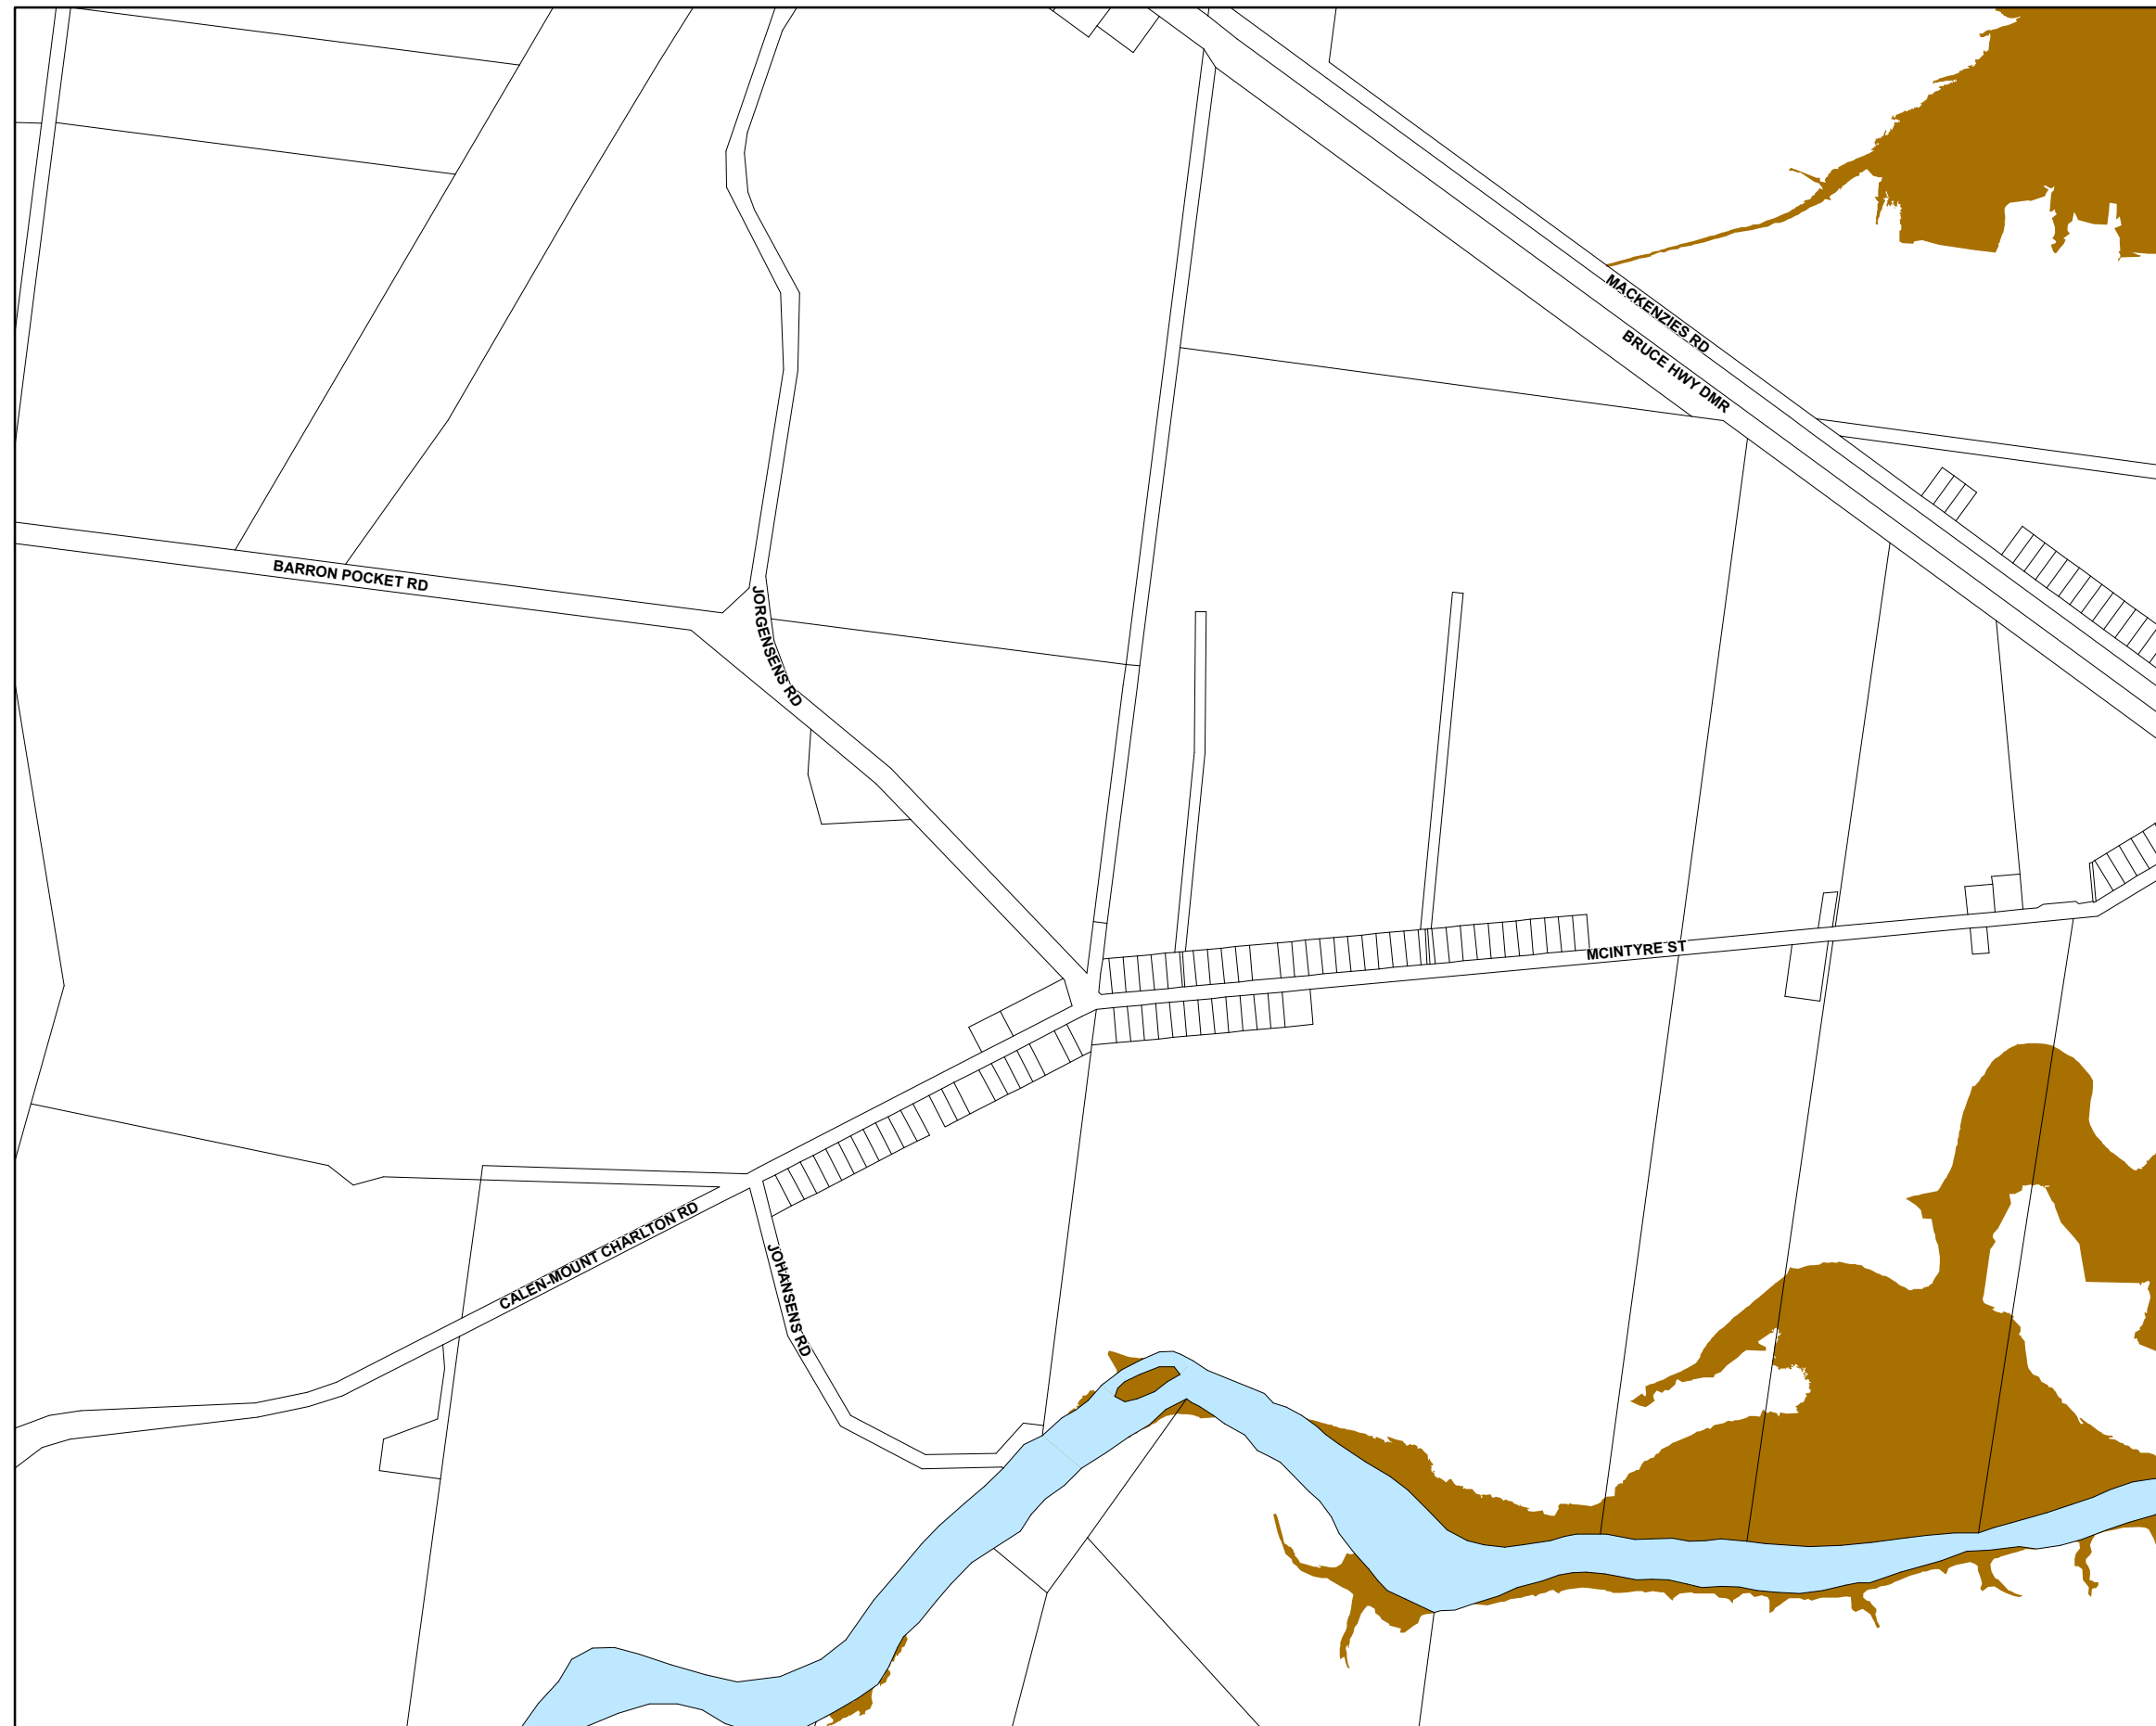 MACKENZIES RD
BRUCE HWY DMR
BARRON POCKET RD
JORGENSENS RD
MCINTYRE ST
CALEN-MOUNT CHARLTON RD
JOHANSENS RD